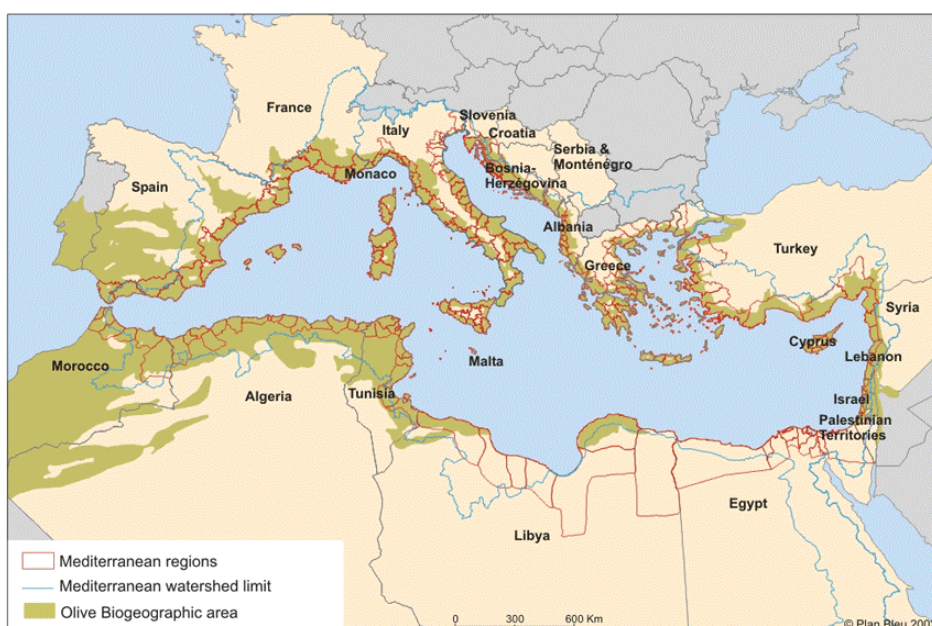 France
Slovenia
Italy
Croatia
Serbia &
Monténégro
Monaco
Bosnia-
Herzégovina
Spain
Albania
Turkey
Greece
Syria
Cyprus
Lebanon
Malta
Morocco
Algeria
Tunisia
Israel
Palestinian
Territories
Egypt
Libya
Mediterranean regions
Mediterranean watershed limit
Olive Biogeographic area
0 300 600 Km
© Plan Bleu